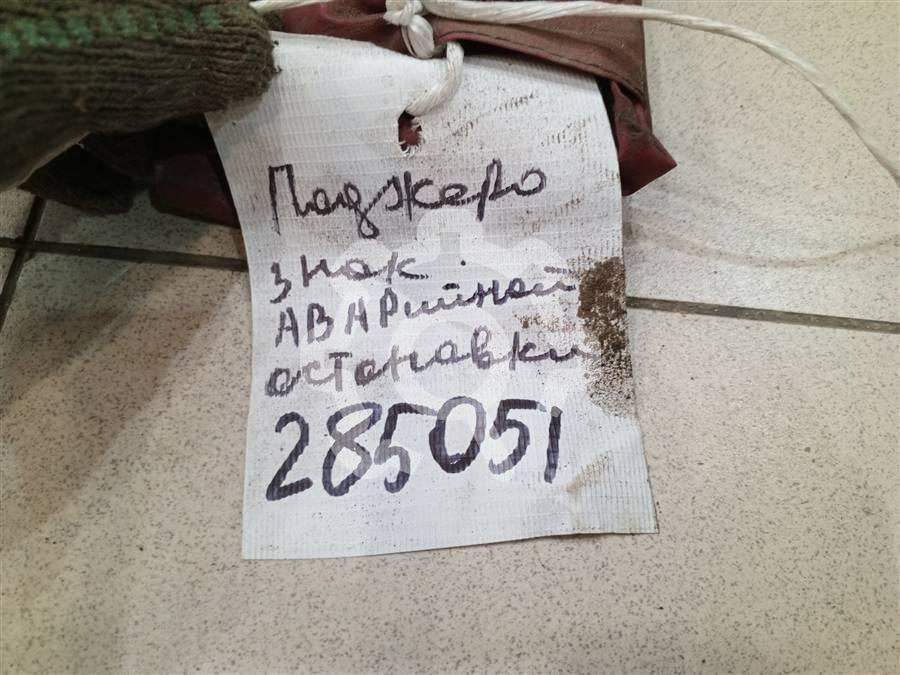 Паджеро
знак
АВАРийной
остановки
285051